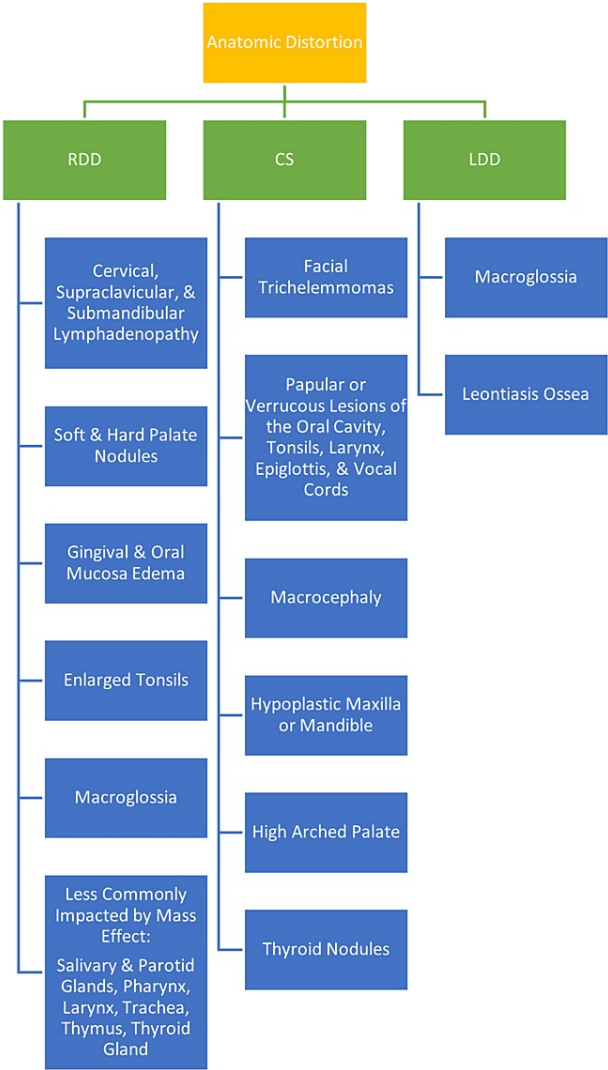 Anatomic Distortion
RDD
CS
LDD
Cervical,
Supraclavicular, &
Submandibular
Lymphadenopathy
Soft & Hard Palate
Nodules
Gingival & Oral
Mucosa Edema
Enlarged Tonsils
Macroglossia
Less Commonly
Impacted by Mass
Effect:
Salivary & Parotid
Glands, Pharynx,
Larynx, Trachea,
Thymus, Thyroid
Gland
Facial
Trichelemmomas
Papular or
Verrucous Lesions of
the Oral Cavity,
Tonsils, Larynx,
Epiglottis, & Vocal
Cords
Macrocephaly
Hypoplastic Maxilla
or Mandible
High Arched Palate
Thyroid Nodules
Macroglossia
Leontiasis Ossea